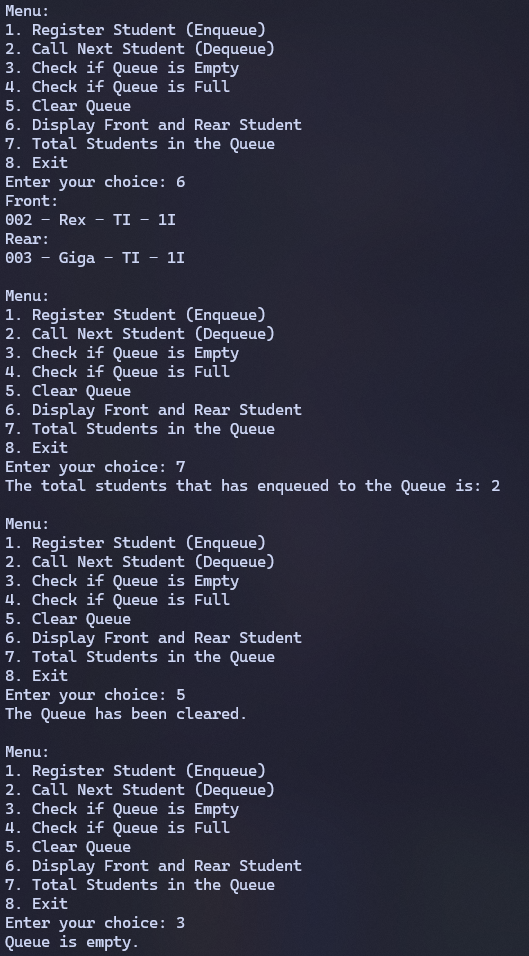 Menu:
1. Register Student (Enqueue)
2. Call Next Student (Dequeue)
3. Check if Queue is Empty
4. Check if Queue is Full
5. Clear Queue
6. Display Front and Rear Student
7. Total Students in the Queue
8. Exit
Enter your choice: 6
Front:
002 - Rex - TI - 1I
Rear:
003 - Giga - TI - 1I
Menu:
1. Register Student (Enqueue)
2. Call Next Student (Dequeue)
3. Check if Queue is Empty
4. Check if Queue is Full
5. Clear Queue
6. Display Front and Rear Student
7. Total Students in the Queue
8. Exit
Enter your choice: 7
The total students that has enqueued to the Queue is: 2
Menu:
1. Register Student (Enqueue)
2. Call Next Student (Dequeue)
3. Check if Queue is Empty
4. Check if Queue is Full
5. Clear Queue
6. Display Front and Rear Student
7. Total Students in the Queue
8. Exit
Enter your choice: 5
The Queue has been cleared.
Menu:
1. Register Student (Enqueue)
2. Call Next Student (Dequeue)
3. Check if Queue is Empty
4. Check if Queue is Full
5. Clear Queue
6. Display Front and Rear Student
7. Total Students in the Queue
8. Exit
Enter your choice: 3
Queue is empty.